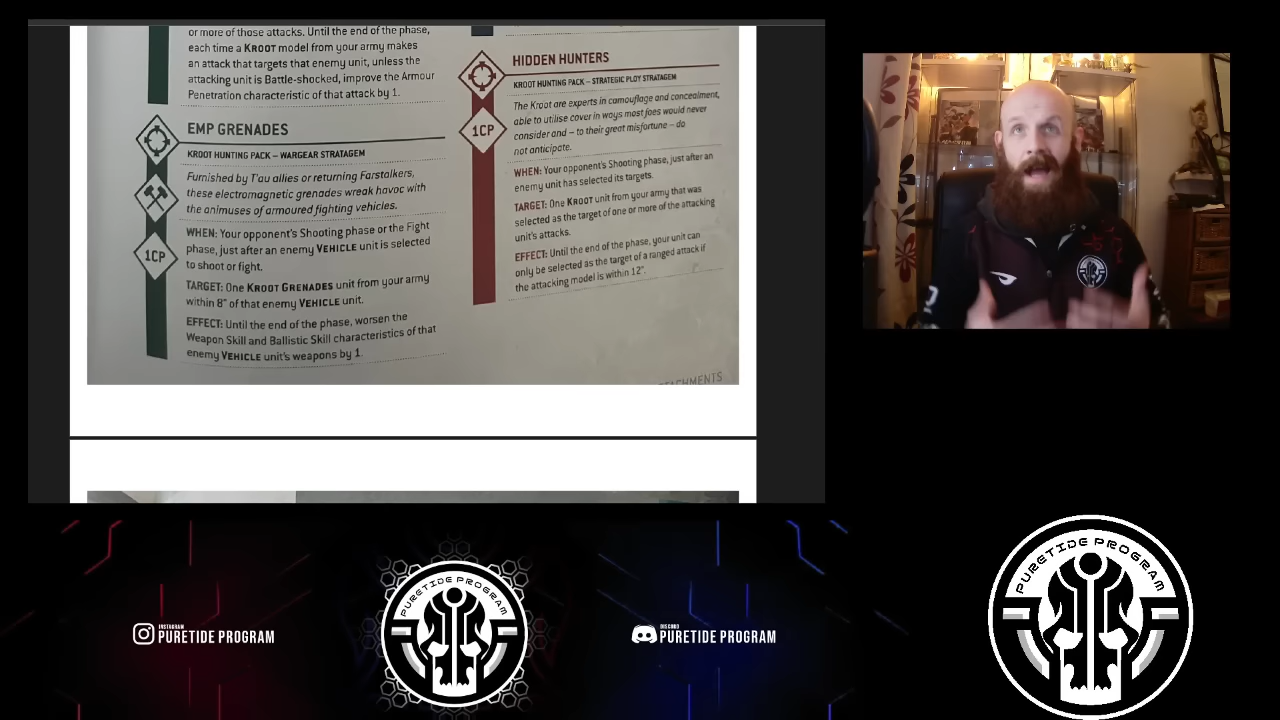 or more of those attacks. Until the end of the phase,
each time a KROOT model from your army makes
an attack that targets that enemy unit, unless the
attacking unit is Battle-shocked, improve the Armour
Penetration characteristic of that attack by 1.
EMP GRENADES
KROOT HUNTING PACK – WARGEAR STRATAGEM
Furnished by T'au allies or returning Farstalkers,
these electromagnetic grenades wreak havoc with
the animuses of armoured fighting vehicles.
1CP
WHEN: Your opponent's Shooting phase or the Fight
phase, just after an enemy VEHICLE unit is selected
to shoot or fight.
TARGET: One KROOT GRENADES unit from your army
within 8" of that enemy VEHICLE unit.
EFFECT: Until the end of the phase, worsen the
Weapon Skill and Ballistic Skill characteristics of that
enemy VEHICLE unit's weapons by 1.
HIDDEN HUNTERS
KROOT HUNTING PACK – STRATEGIC PLOY STRATAGEM
The Kroot are experts in camouflage and concealment,
able to utilise cover in ways most foes would never
consider and – to their great misfortune – do
not anticipate.
1CP
WHEN: Your opponent's Shooting phase, just after an
enemy unit has selected its targets.
TARGET: One KROOT unit from your army that was
selected as the target of one or more of the attacking
unit's attacks.
EFFECT: Until the end of the phase, your unit can
only be selected as the target of a ranged attack if
the attacking model is within 12".
INSTAGRAM
PURETIDE PROGRAM
PURETIDE PROGRAM
DISCORD
PURETIDE PROGRAM
PURETIDE PROGRAM